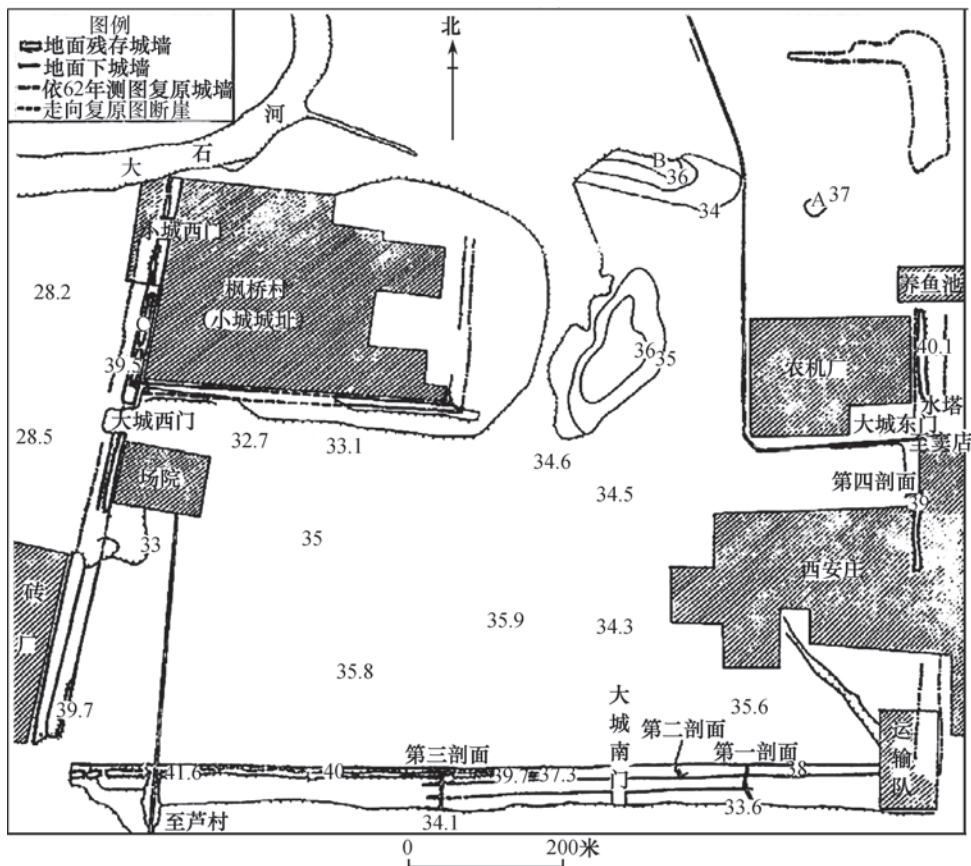 图例
地面残存城墙
地面下城墙
依62年测图复原城墙
走向复原图断崖
北
大石河
B
36
34
A 37
小城西门
28.2
枫桥村
(小城城址)
养鱼池
39.5
36
35
农机厂
40.1
水塔
大城西门
大城东门
至窦店
28.5
32.7
33.1
34.6
场院
34.5
第四剖面
39
33
35
西安庄
砖厂
35.9
34.3
35.8
39.7
大城南门
35.6
第二剖面
第一剖面
运输队
第三剖面
41.6
40
39.7
37.3
38
33.6
至芦村
34.1
0 200米